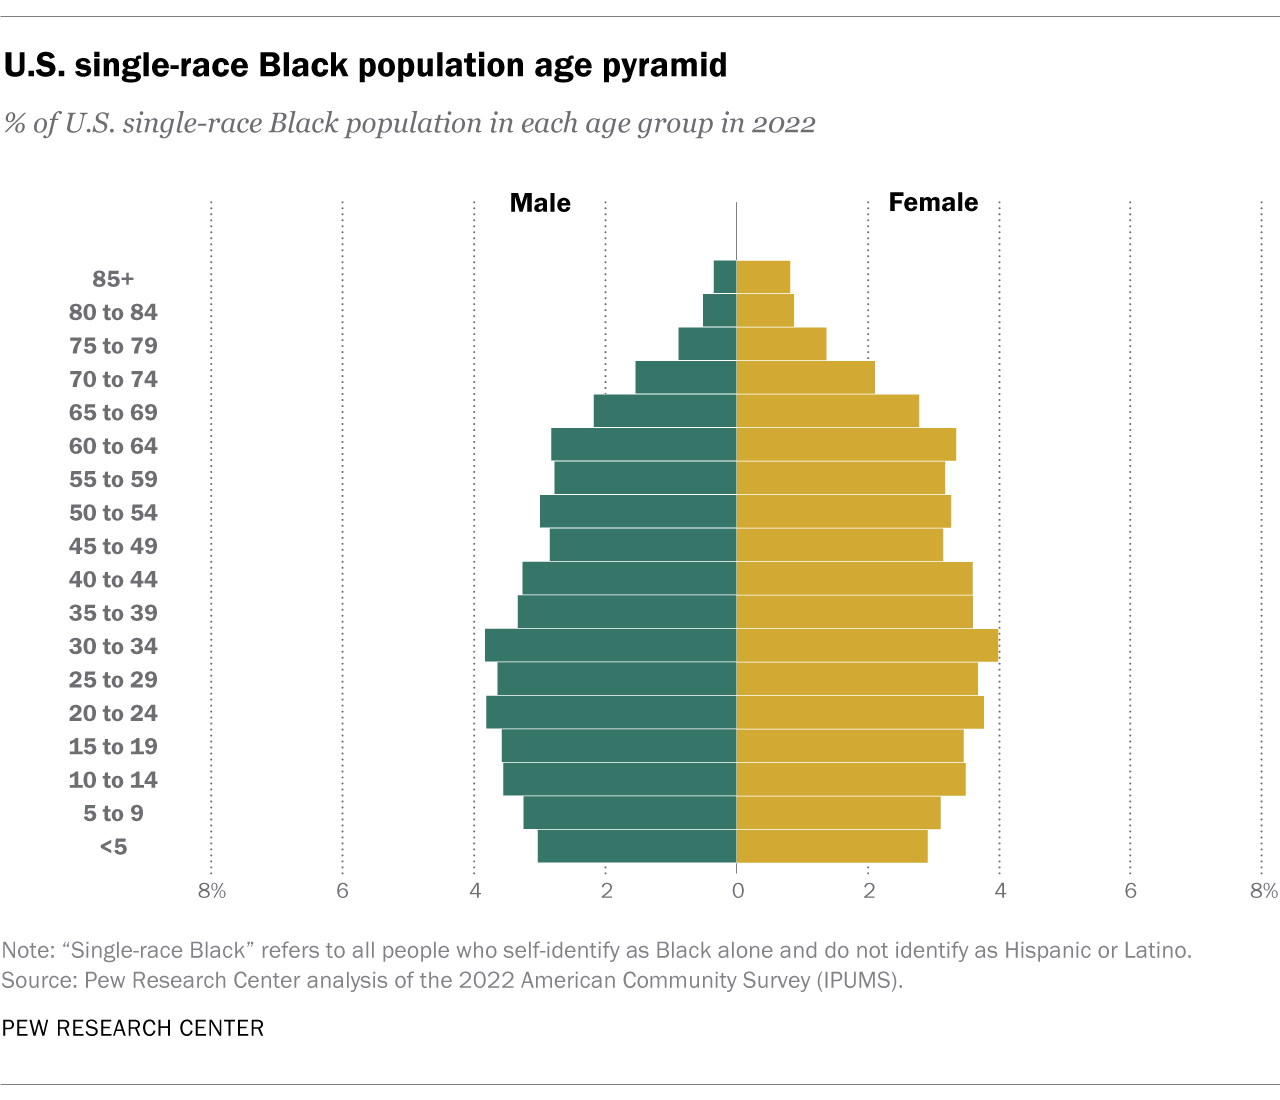 U.S. single-race Black population age pyramid
% of U.S. single-race Black population in each age group in 2022
Male
Female
85+
80 to 84
75 to 79
70 to 74
65 to 69
60 to 64
55 to 59
50 to 54
45 to 49
40 to 44
35 to 39
30 to 34
25 to 29
20 to 24
15 to 19
10 to 14
5 to 9
<5
8% 6 4 2 0 2 4 6 8%
Note: “Single-race Black” refers to all people who self-identify as Black alone and do not identify as Hispanic or Latino.
Source: Pew Research Center analysis of the 2022 American Community Survey (IPUMS).
PEW RESEARCH CENTER